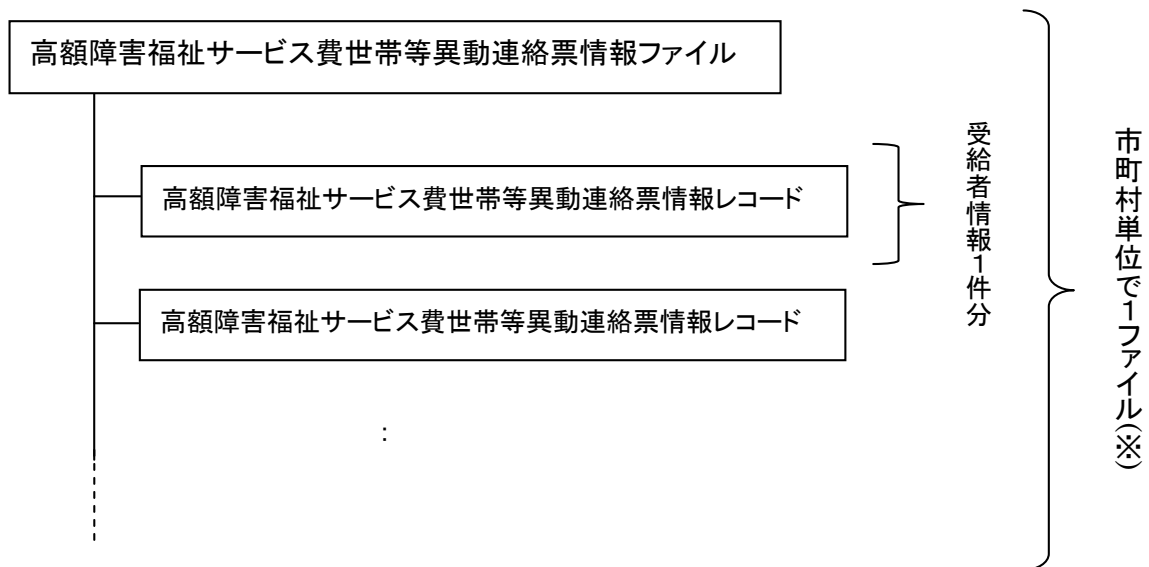 高額障害福祉サービス費世帯等異動連絡票情報ファイル
高額障害福祉サービス費世帯等異動連絡票情報レコード
高額障害福祉サービス費世帯等異動連絡票情報レコード
:
受給者情報1件分
市町村単位で1ファイル(※)